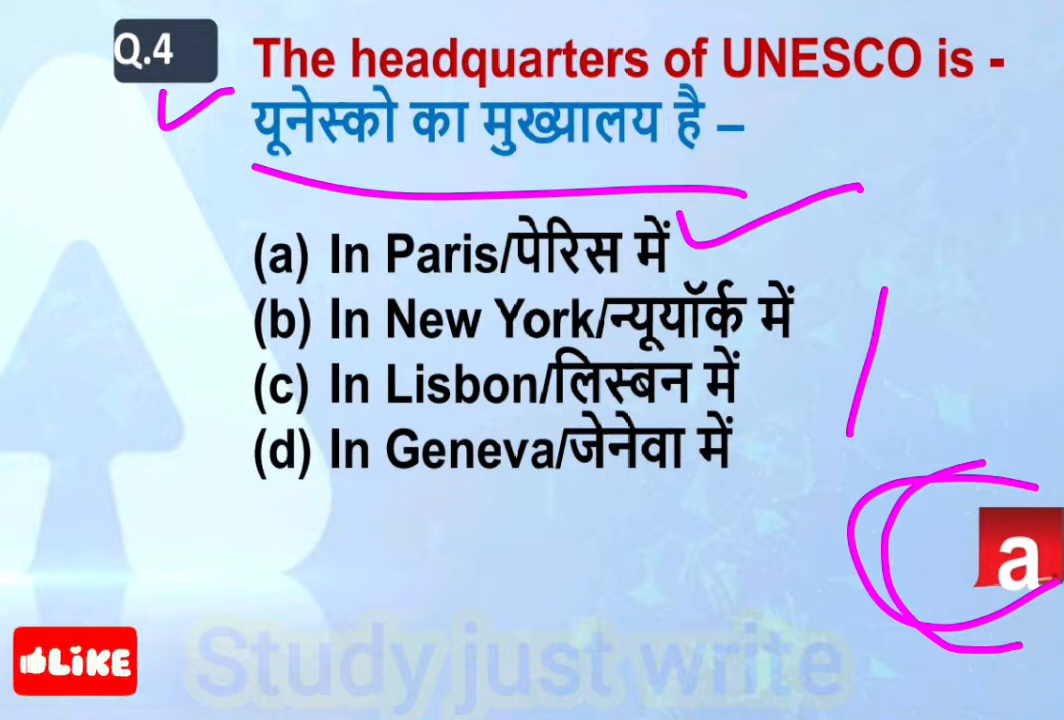 Q.4
The headquarters of UNESCO is -
यूनेस्को का मुख्यालय है –
(a) In Paris/पेरिस में
(b) In New York/न्यूयॉर्क में
(c) In Lisbon/लिस्बन में
(d) In Geneva/जेनेवा में
a
LIKE
Study just write